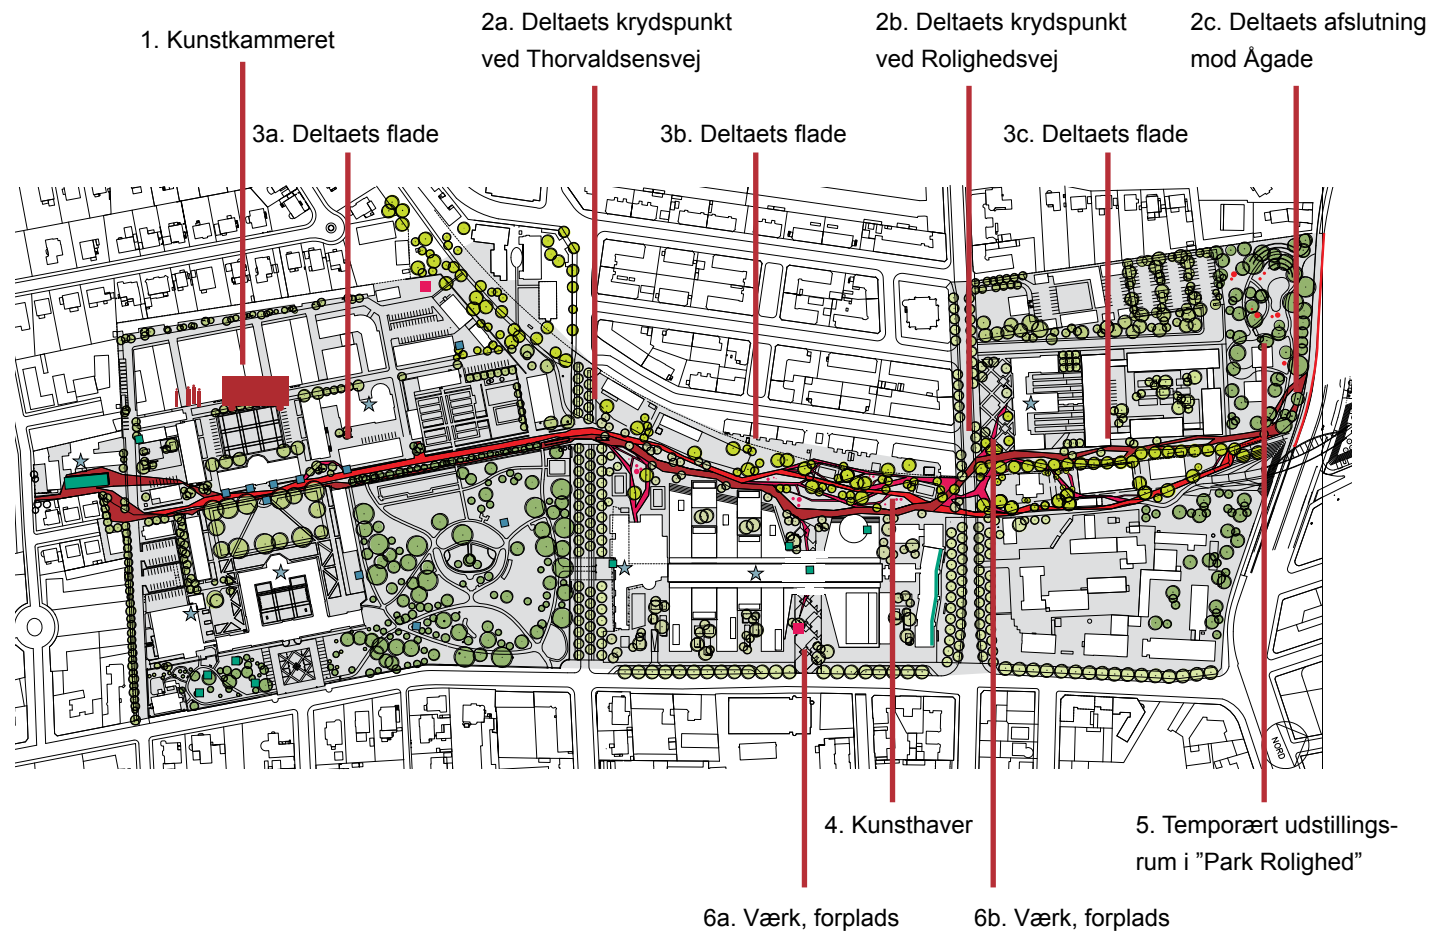 1. Kunstkammeret
2a. Deltaets krydspunkt
ved Thorvaldsensvej
2b. Deltaets krydspunkt
ved Rolighedsvej
2c. Deltaets afslutning
mod Ågade
3a. Deltaets flade
3b. Deltaets flade
3c. Deltaets flade
NORD
4. Kunsthaver
5. Temporært udstillings-
rum i ”Park Rolighed”
6a. Værk, forplads
6b. Værk, forplads